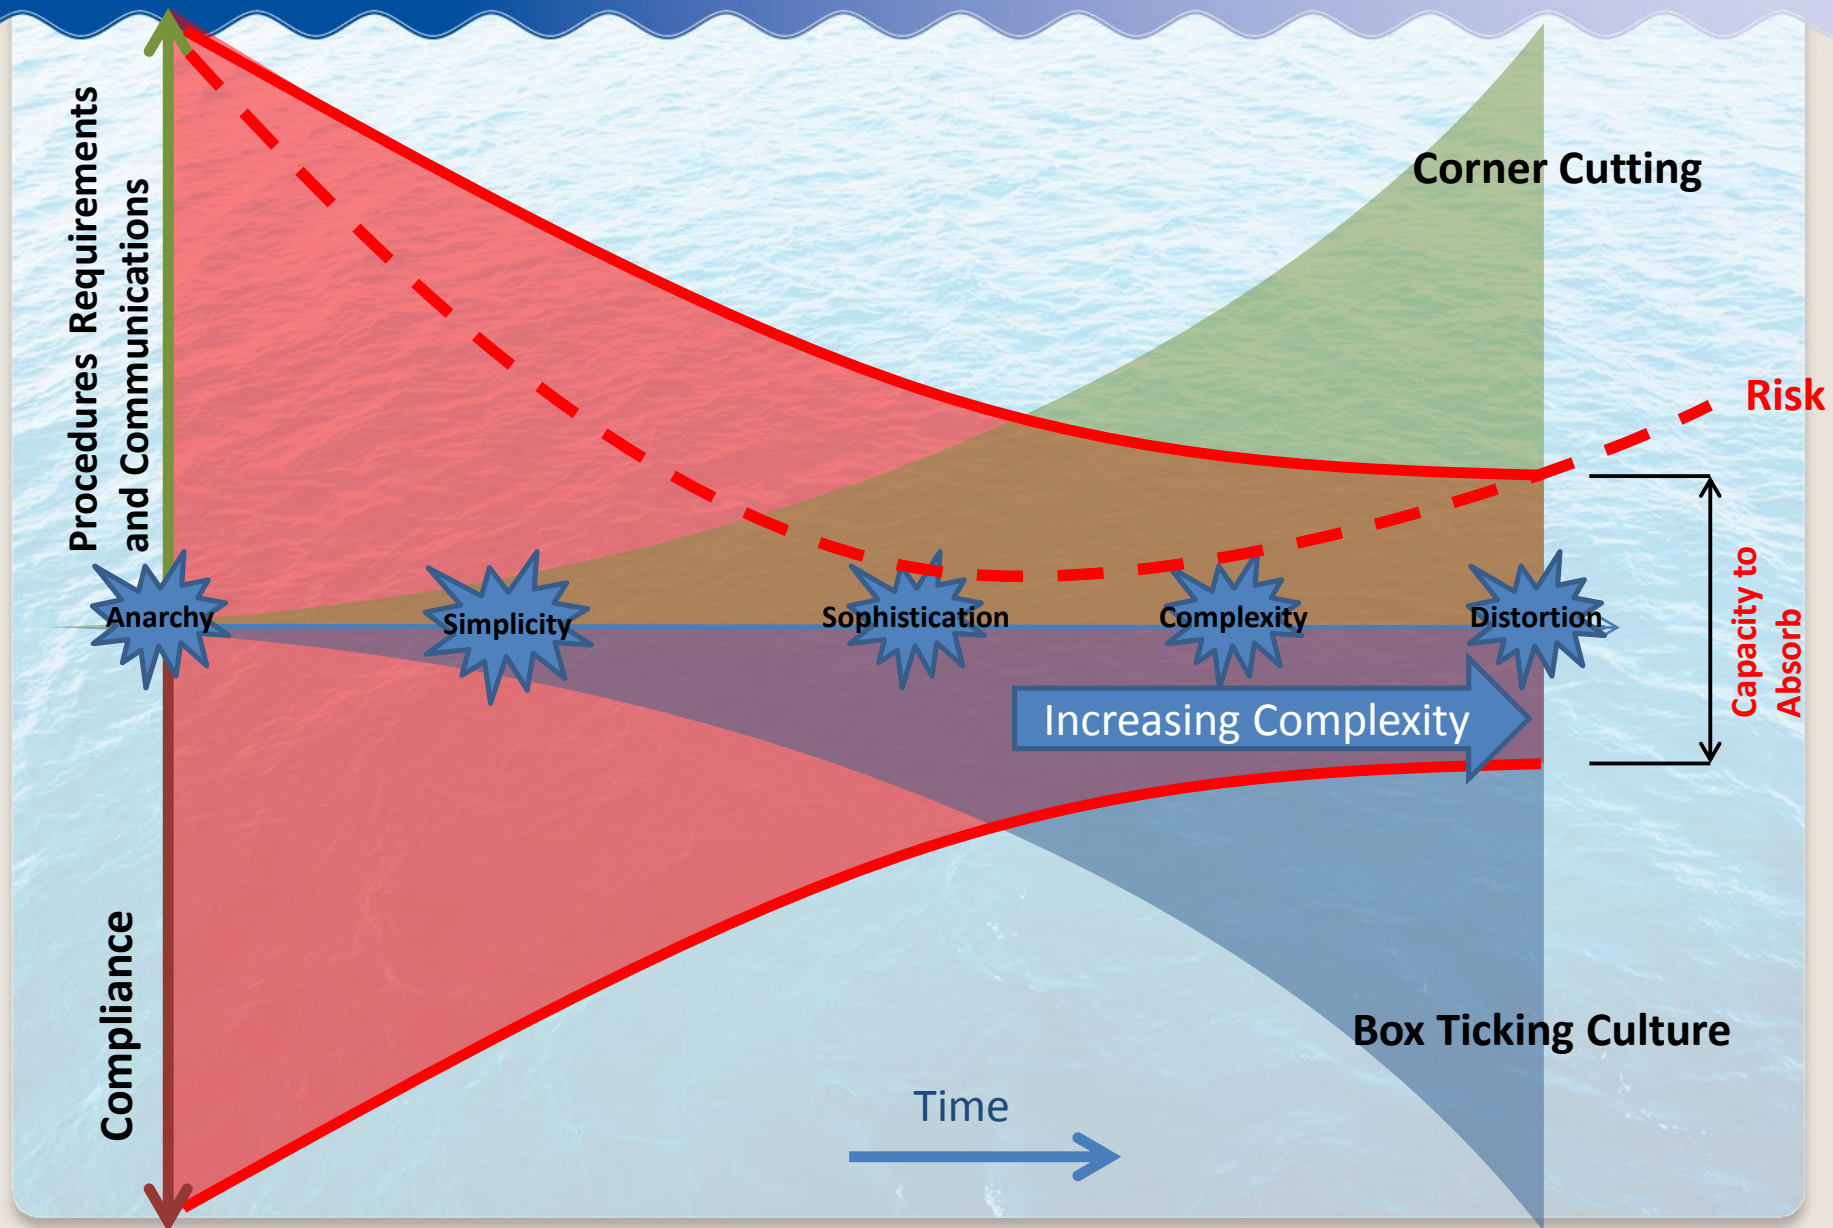 Procedures Requirements
and Communications
Corner Cutting
Risk
Anarchy
Simplicity
Sophistication
Complexity
Distortion
Capacity to
Absorb
Increasing Complexity
Compliance
Box Ticking Culture
Time